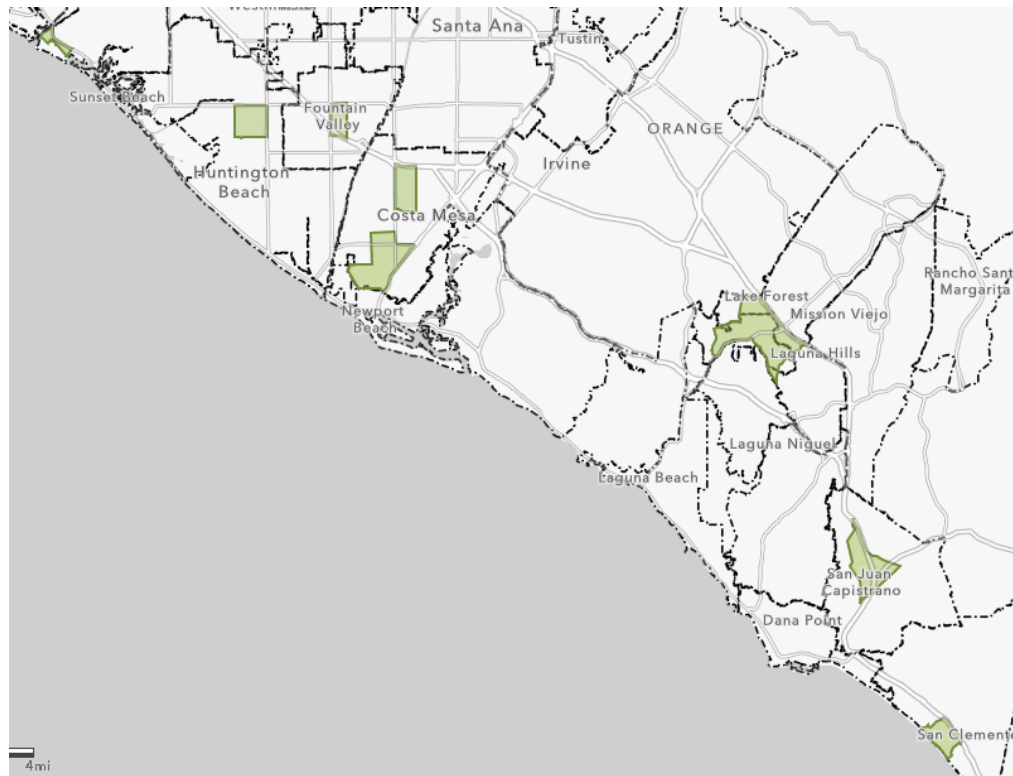 Santa Ana
Tustin
Sunset Beach
Fountain
Valley
ORANGE
Irvine
Huntington
Beach
Costa Mesa
Rancho Sant
Margarita
Lake Forest
Mission Viejo
Newport
Beach
Laguna Hills
Laguna Niguel
Laguna Beach
San Juan
Capistrano
Dana Point
San Clemente
4mi